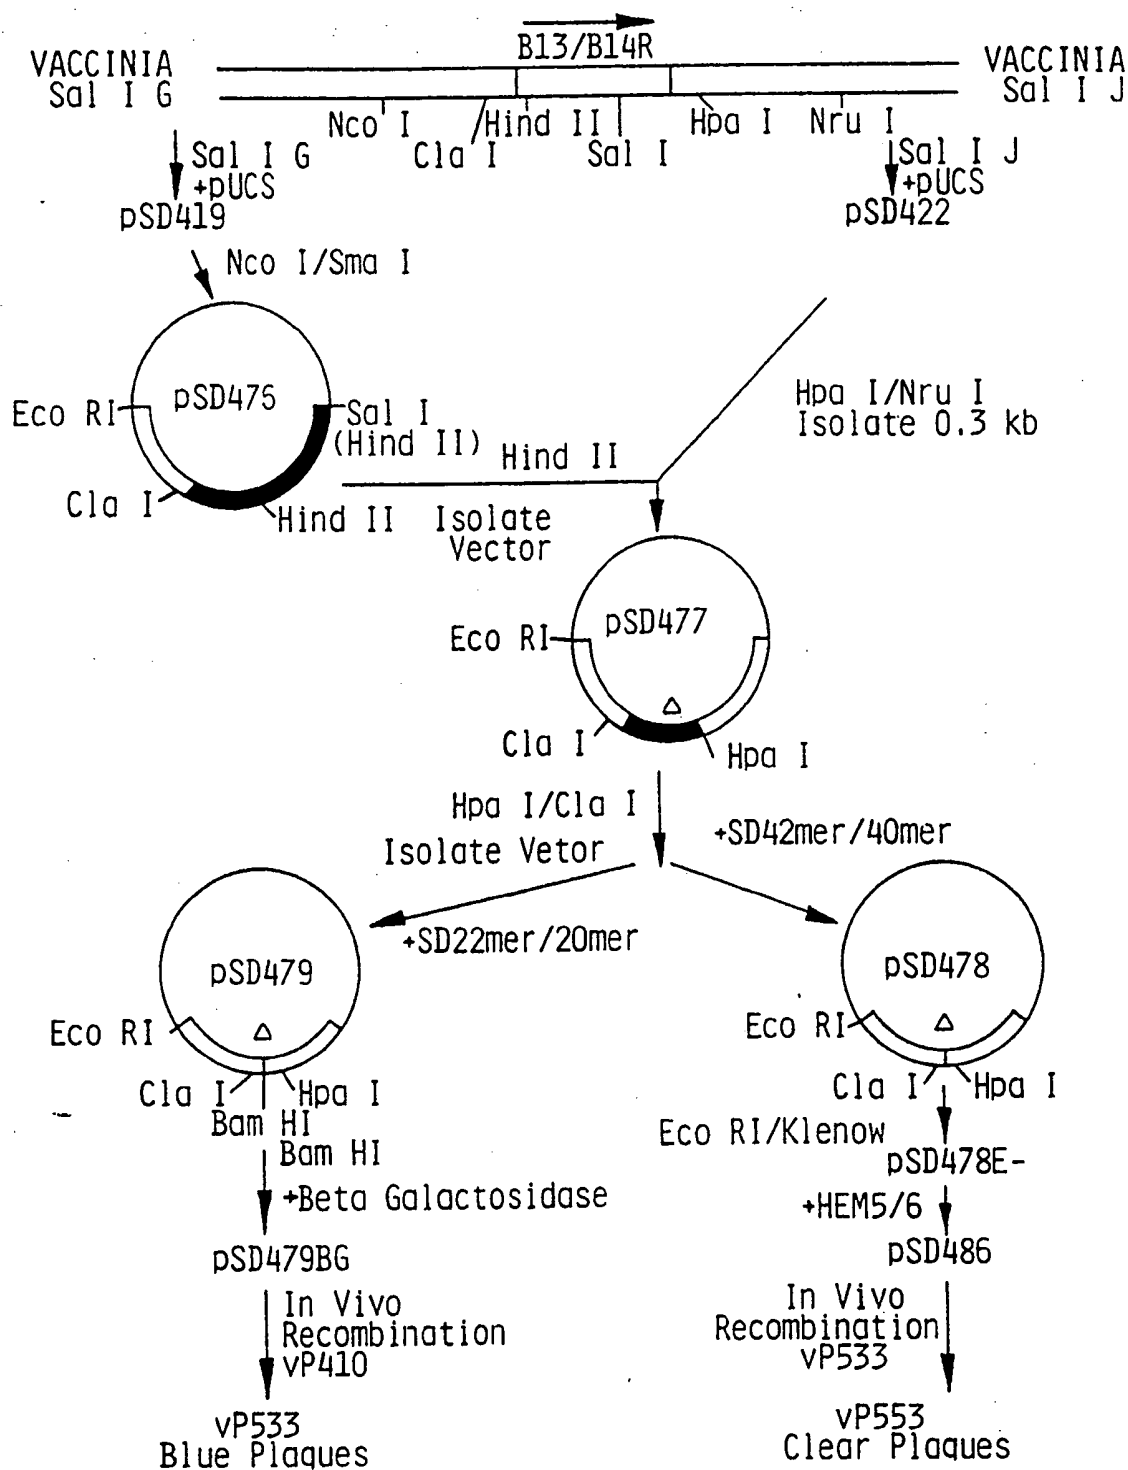 B13/B14R
VACCINIA
Sal I G
VACCINIA
Sal I J
Nco I
Cla I
Hind II
Sal I
Hpa I
Nru I
Sal I G
+pUCS
pSD419
Sal I J
+pUCS
pSD422
Nco I/Sma I
pSD475
Eco RI
Sal I
(Hind II)
Cla I
Hind II
Hind II
Isolate
Vector
Hpa I/Nru I
Isolate 0.3 kb
pSD477
Eco RI
△
Cla I
Hpa I
Hpa I/Cla I
Isolate Vetor
+SD42mer/40mer
+SD22mer/20mer
pSD479
Eco RI
△
Cla I
Hpa I
Bam HI
Bam HI
+Beta Galactosidase
pSD479BG
In Vivo
Recombination
vP410
vP533
Blue Plaques
pSD478
Eco RI
△
Cla I
Hpa I
Eco RI/Klenow
pSD478E-
+HEM5/6
pSD486
In Vivo
Recombination
vP533
vP553
Clear Plaques